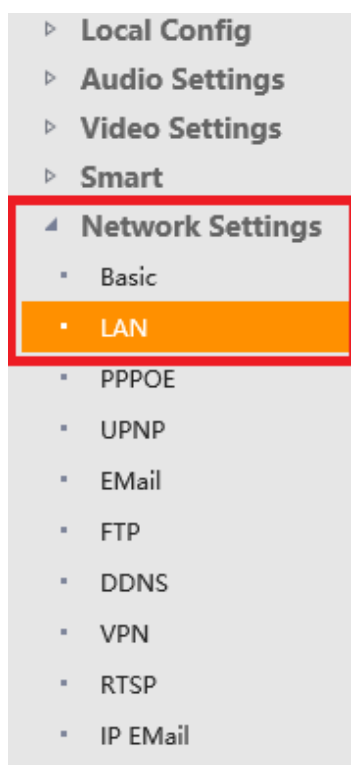 Local Config
Audio Settings
Video Settings
Smart
Network Settings
Basic
LAN
PPPOE
UPNP
EMail
FTP
DDNS
VPN
RTSP
IP EMail